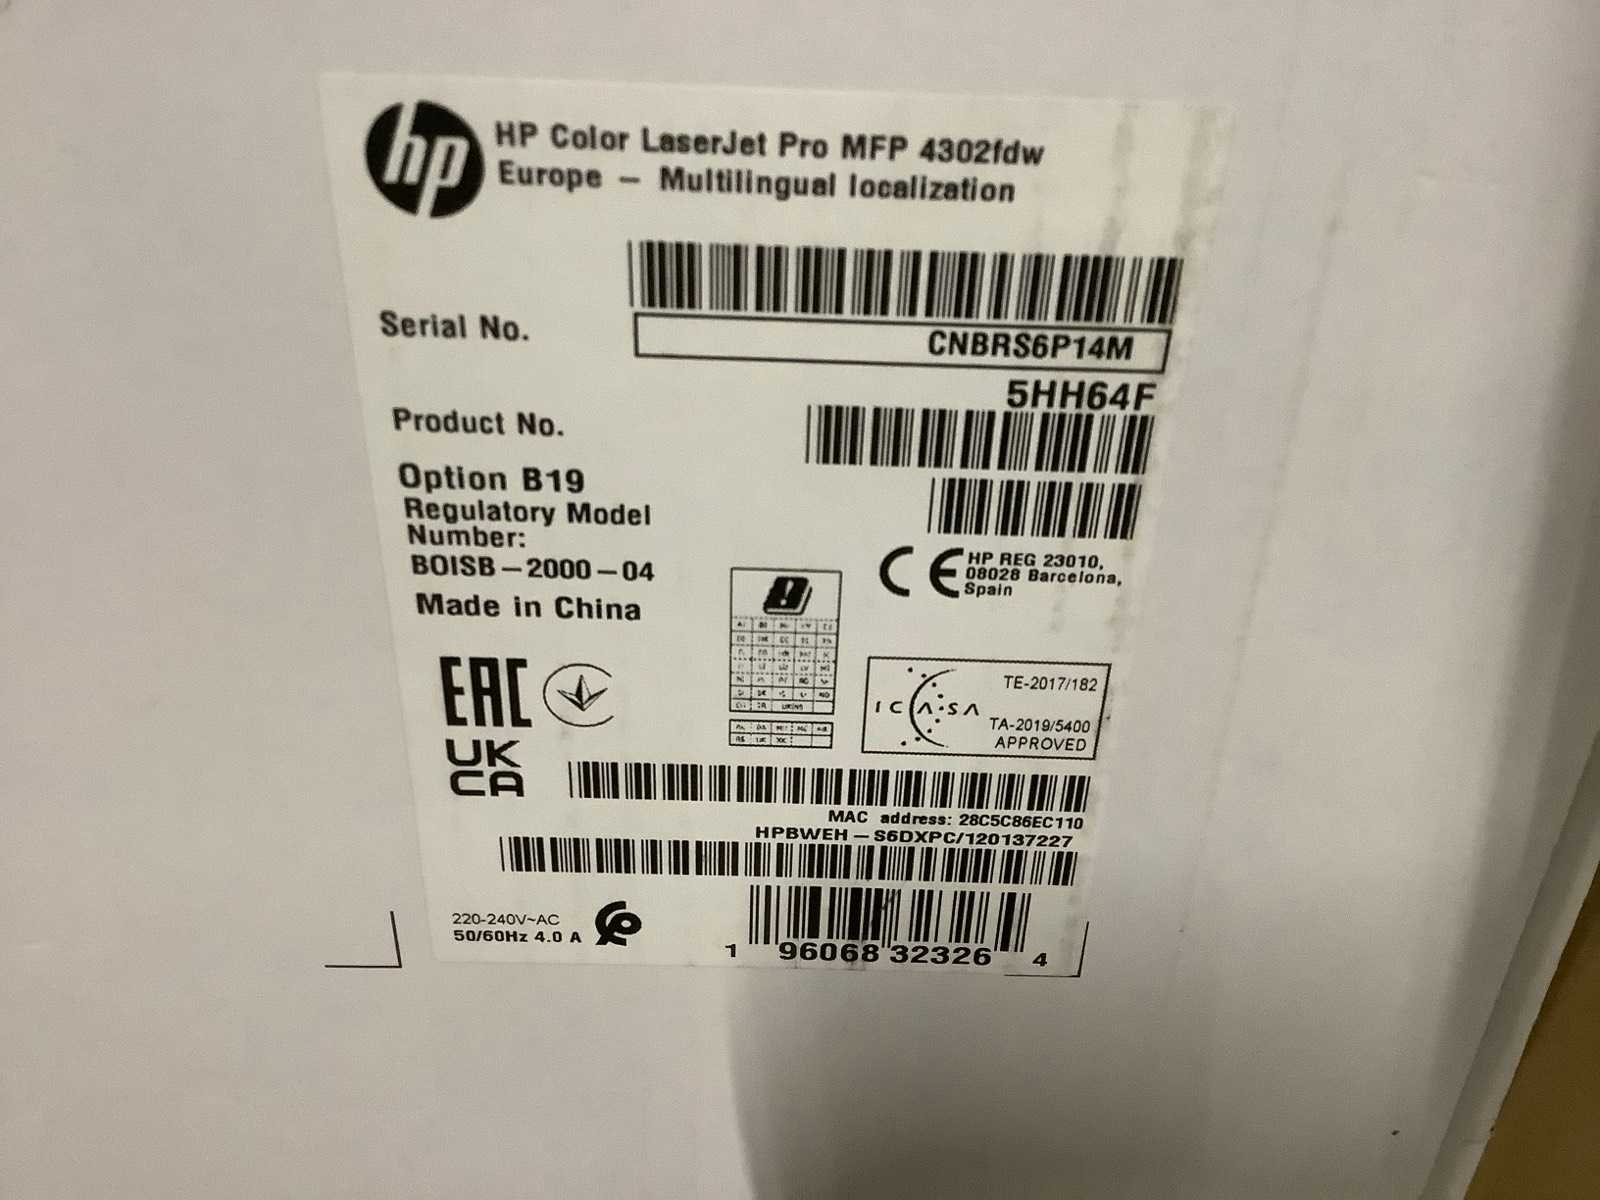 hp
HP Color LaserJet Pro MFP 4302fdw
Europe – Multilingual localization
Serial No.
CNBRS6P14M
5HH64F
Product No.
Option B19
Regulatory Model
Number:
BOISB–2000–04
Made in China
CE
HP REG 23010,
08028 Barcelona,
Spain
EAC
UK
CA
ICASA
TE-2017/182
TA-2019/5400
APPROVED
MAC address: 28C5C86EC110
HPBWEH–S6DXPC/120137227
220-240V~AC
50/60Hz 4.0 A
1 96068 32326 4